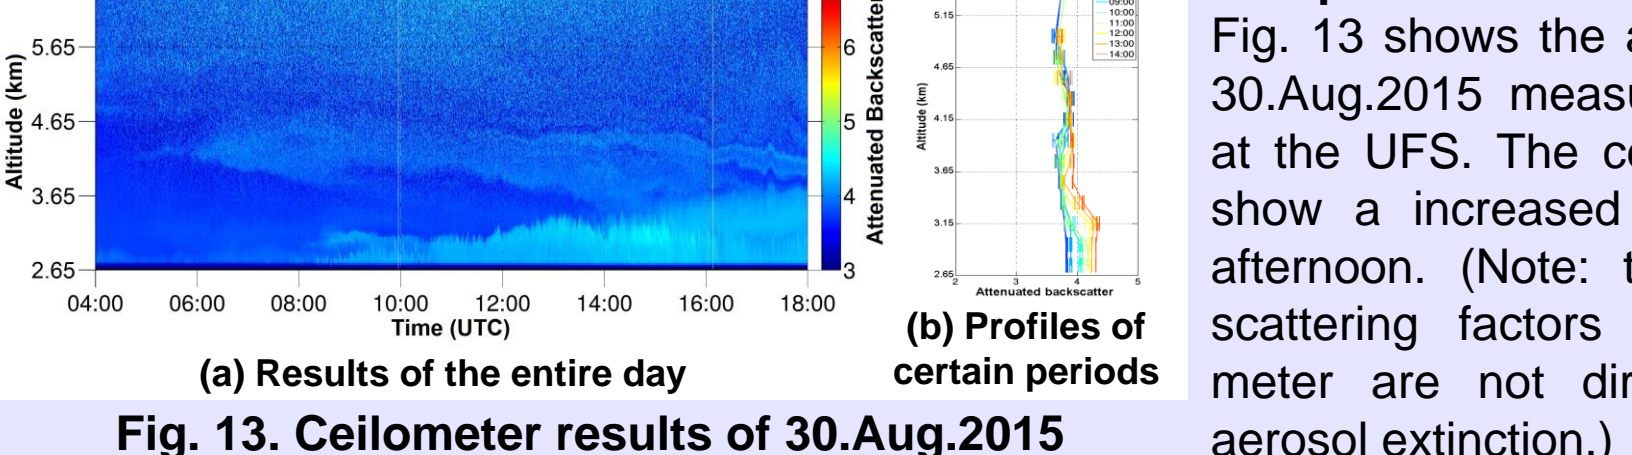 5.65
4.65
3.65
2.65
Altitude (km)
04:00 06:00 08:00 10:00 12:00 14:00 16:00 18:00
Time (UTC)
(a) Results of the entire day
6
5
4
3
Attenuated Backscatter
5.15
4.65
4.15
3.65
3.15
2.65
Altitude (km)
2 3 4 5
Attenuated backscatter
09:00
10:00
11:00
12:00
13:00
14:00
(b) Profiles of
certain periods
Fig. 13. Ceilometer results of 30.Aug.2015
Fig. 13 shows the
30.Aug.2015 measu
at the UFS. The
show a increased
afternoon. (Note:
scattering factors
meter are not
aerosol extinction.)